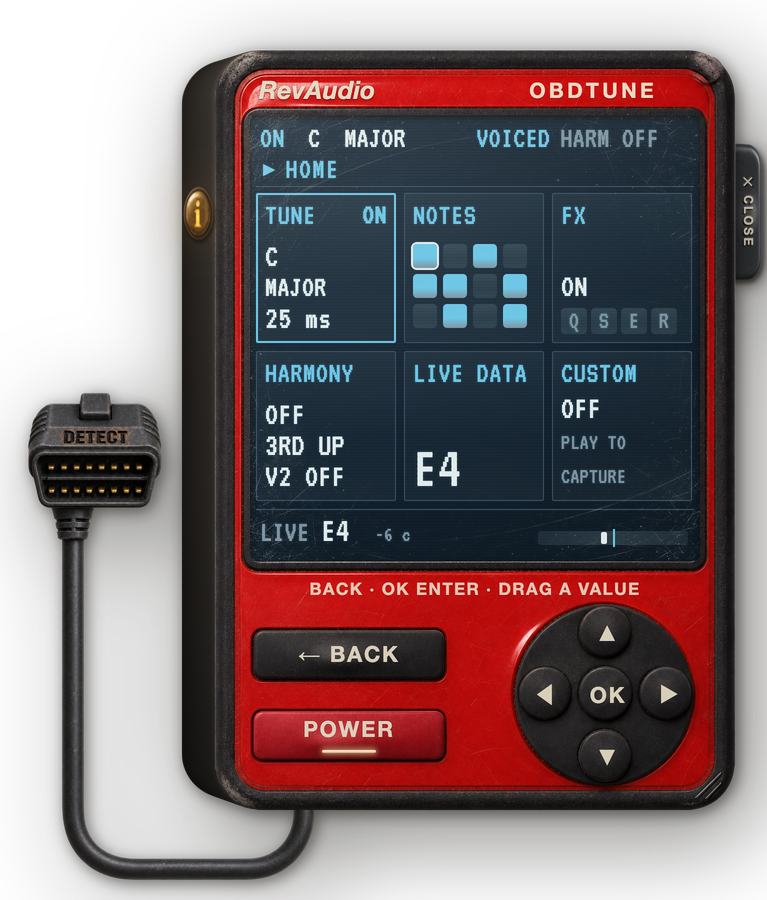 RevAudio OBDTUNE
ON C MAJOR VOICED HARM OFF
▶ HOME
TUNE ON
C
MAJOR
25 ms
NOTES
FX
ON
Q S E R
HARMONY
OFF
3RD UP
V2 OFF
LIVE DATA
E4
CUSTOM
OFF
PLAY TO
CAPTURE
LIVE E4 -6 c
BACK · OK ENTER · DRAG A VALUE
← BACK
POWER
▲
◀ OK ▶
▼
i
× CLOSE
DETECT